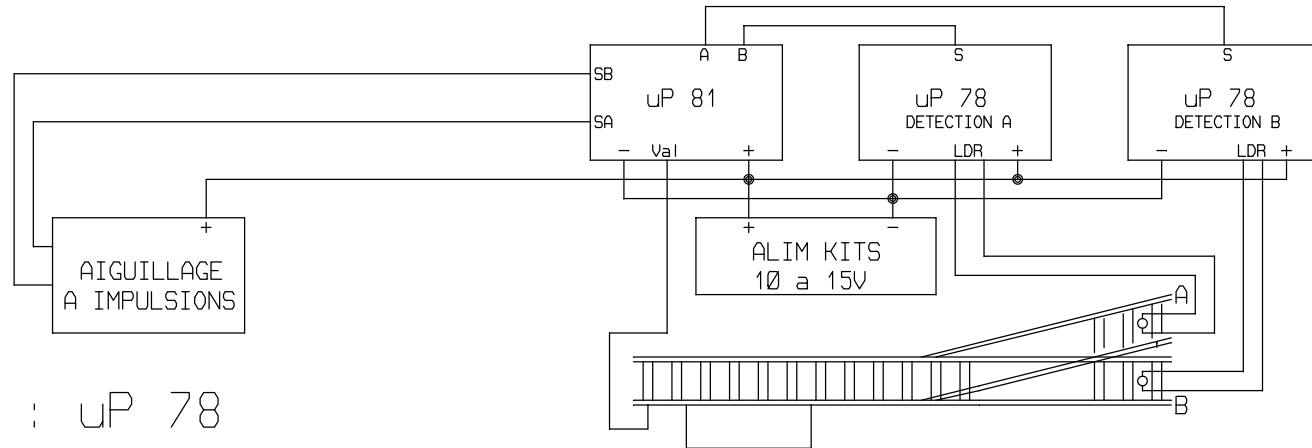 A B
SB
uP 81
SA
- Val +
S
uP 78
DETECTION A
- LDR +
S
uP 78
DETECTION B
- LDR +
+
AIGUILLAGE
A IMPULSIONS
+ -
ALIM KITS
10 a 15V
A
B
: uP 78